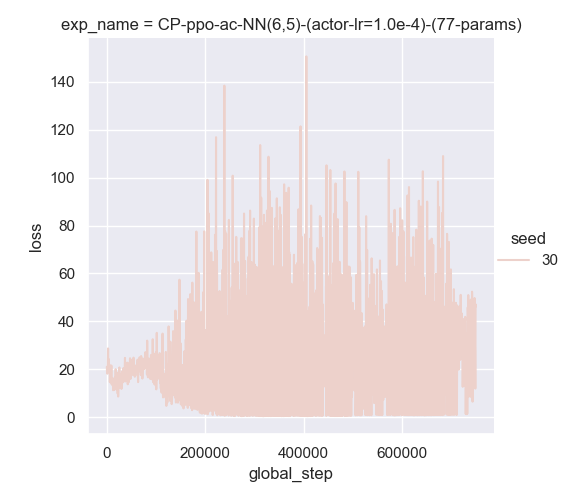 exp_name = CP-ppo-ac-NN(6,5)-(actor-lr=1.0e-4)-(77-params)
140
120
100
80
60
40
20
0
loss
0 200000 400000 600000
global_step
seed
30